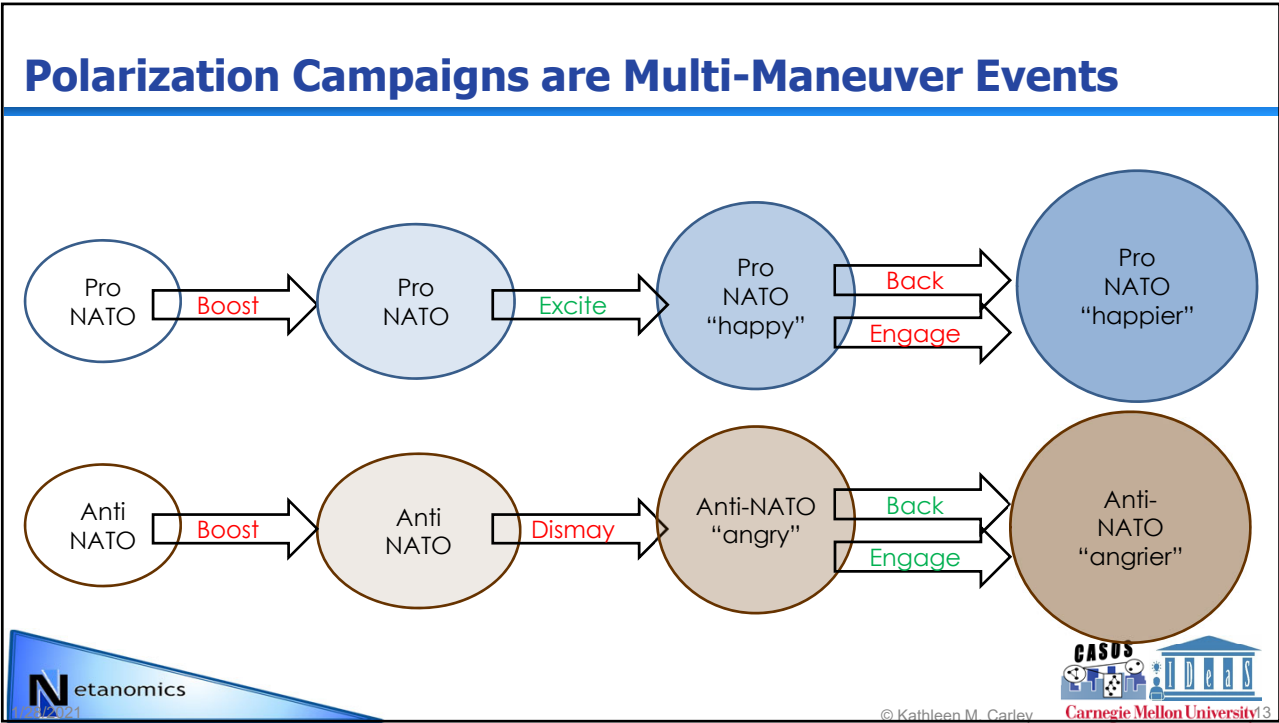 Polarization Campaigns are Multi-Maneuver Events
Pro
NATO
Boost
Pro
NATO
Excite
Pro
NATO
“happy”
Back
Engage
Pro
NATO
“happier”
Anti
NATO
Boost
Anti
NATO
Dismay
Anti-NATO
“angry”
Back
Engage
Anti-
NATO
“angrier”
Netanomics
© Kathleen M. Carley
CASOS
IDeaS
Carnegie Mellon University
13